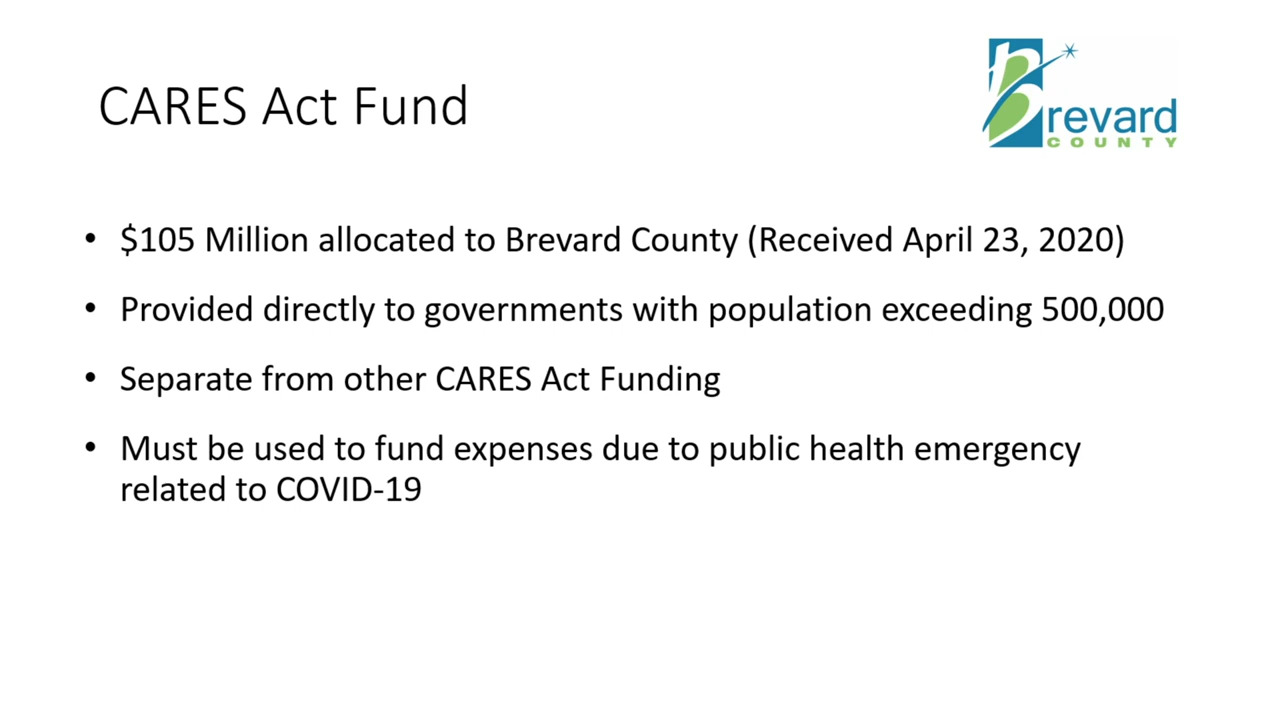 CARES Act Fund
Brevard
COUNTY
• $105 Million allocated to Brevard County (Received April 23, 2020)
• Provided directly to governments with population exceeding 500,000
• Separate from other CARES Act Funding
• Must be used to fund expenses due to public health emergency
related to COVID-19